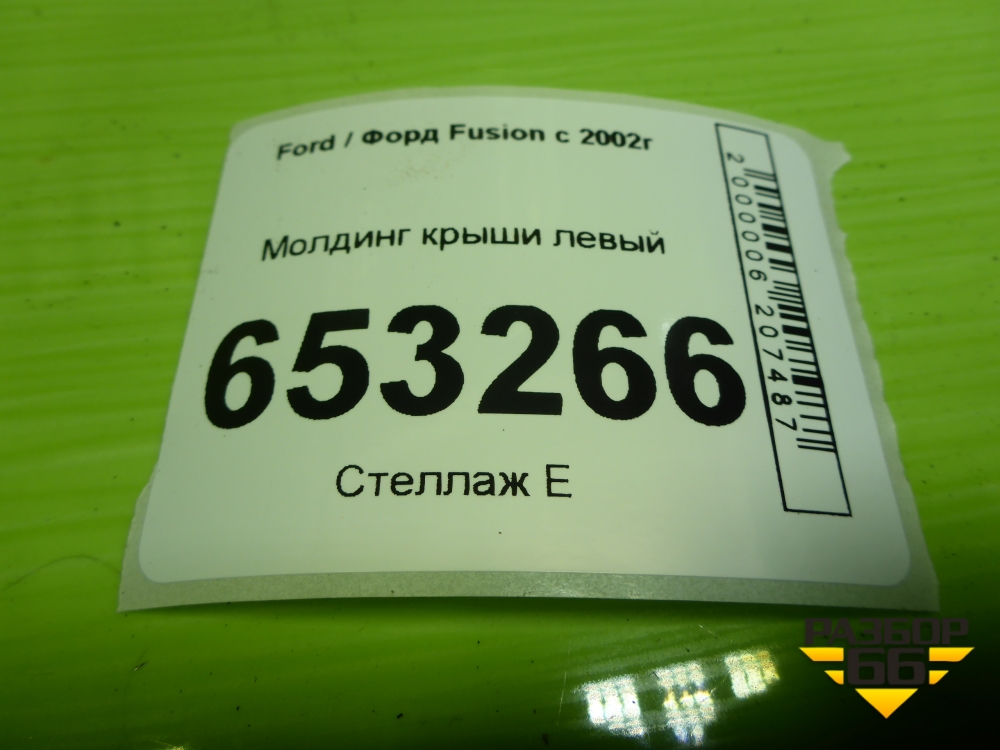 Ford / Форд Fusion с 2002г
Молдинг крыши левый
653266
Стеллаж Е
2000006207487
РАЗБОР
66